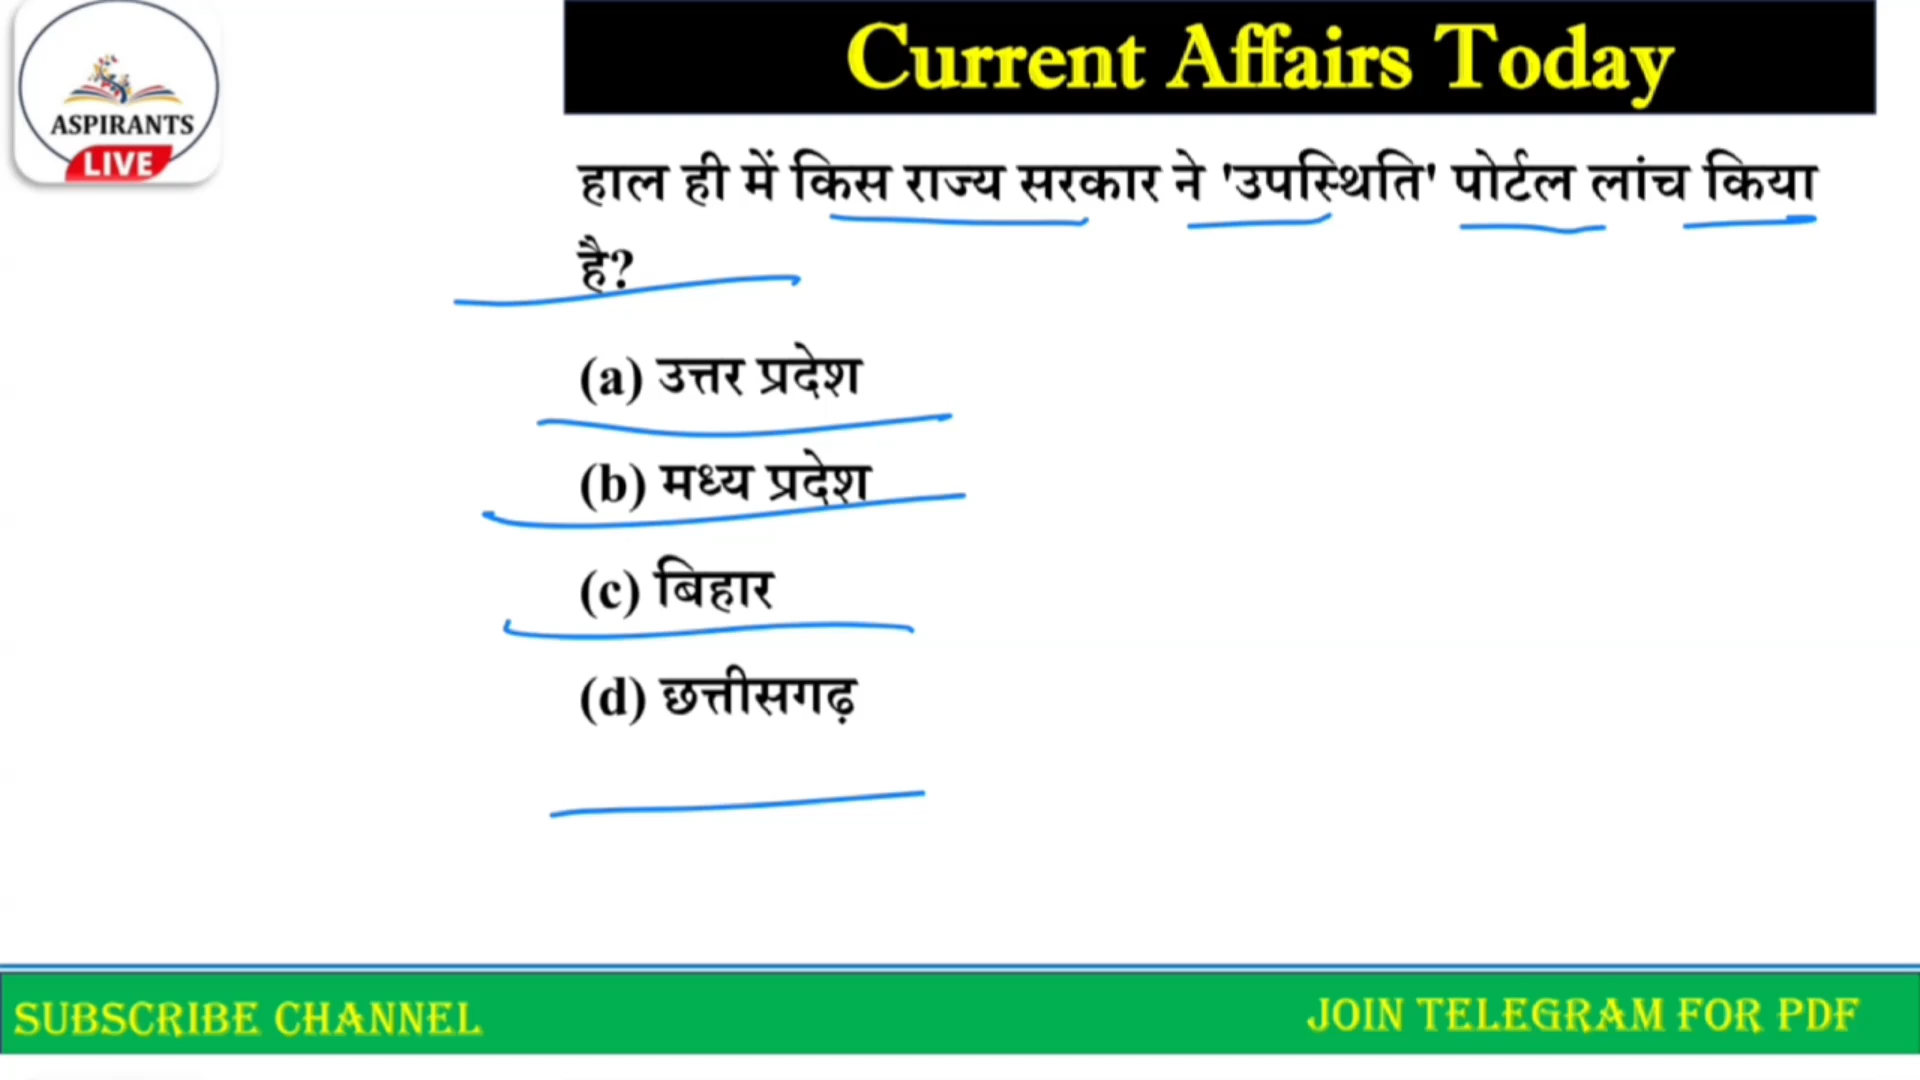 ASPIRANTS
LIVE
Current Affairs Today
हाल ही में किस राज्य सरकार ने 'उपस्थिति' पोर्टल लांच किया
है?
(a) उत्तर प्रदेश
(b) मध्य प्रदेश
(c) बिहार
(d) छत्तीसगढ़
SUBSCRIBE CHANNEL
JOIN TELEGRAM FOR PDF